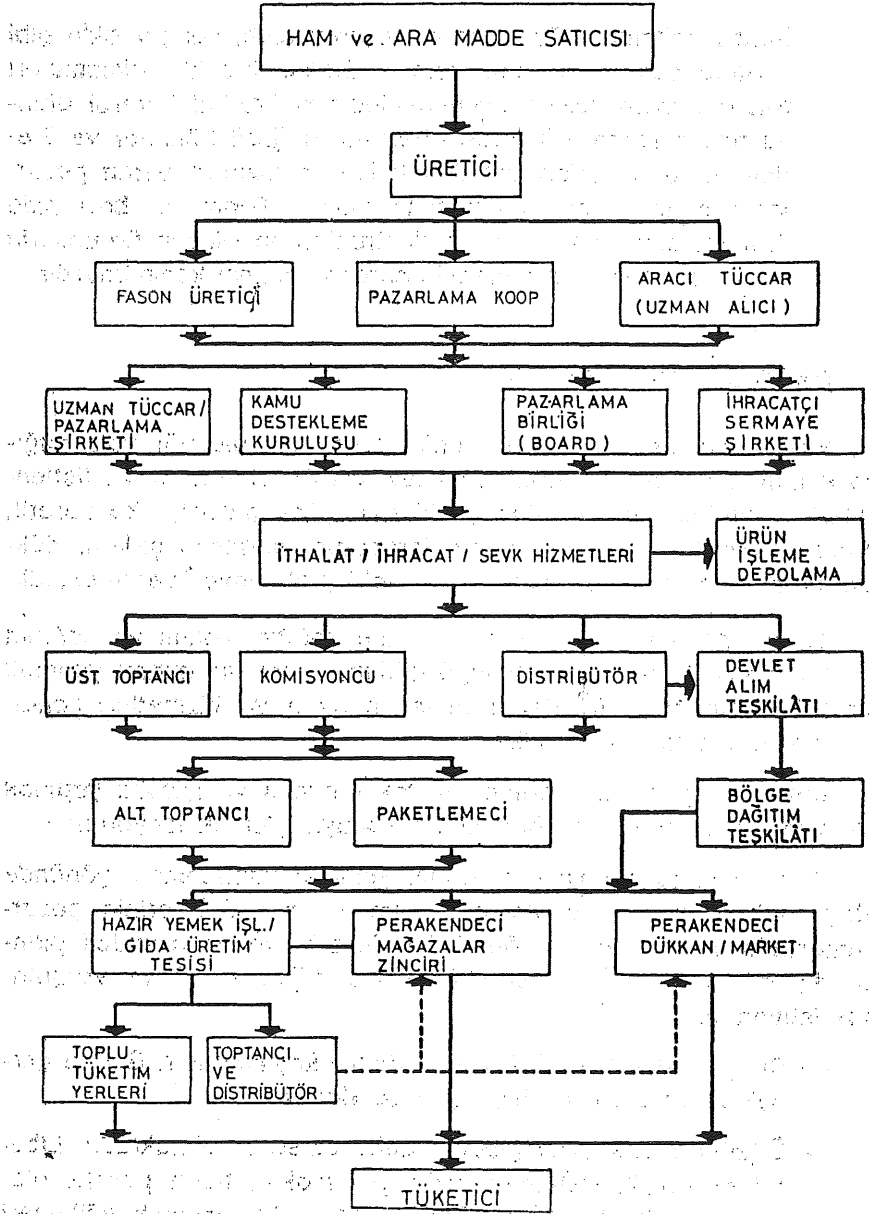 HAM ve ARA MADDE SATICISI
ÜRETİCİ
FASON ÜRETİCİ
PAZARLAMA KOOP
ARACI TÜCCAR
(UZMAN ALICI)
UZMAN TÜCCAR/
PAZARLAMA
ŞİRKETİ
KAMU
DESTEKLEME
KURULUŞU
PAZARLAMA
BİRLİĞİ
(BOARD)
İHRACATÇI
SERMAYE
ŞİRKETİ
İTHALAT / İHRACAT / SEVK HİZMETLERİ
ÜRÜN
İŞLEME
DEPOLAMA
ÜST TOPTANCI
KOMİSYONCU
DİSTRİBÜTÖR
DEVLET
ALIM
TEŞKİLÂTI
ALT TOPTANCI
PAKETLEMECİ
BÖLGE
DAĞITIM
TEŞKİLÂTI
HAZIR YEMEK İŞL./
GIDA ÜRETİM
TESİSİ
PERAKENDECİ
MAĞAZALAR
ZİNCİRİ
PERAKENDECİ
DÜKKAN / MARKET
TOPLU
TÜKETİM
YERLERİ
TOPTANCI
VE
DİSTRİBÜTÖR
TÜKETİCİ